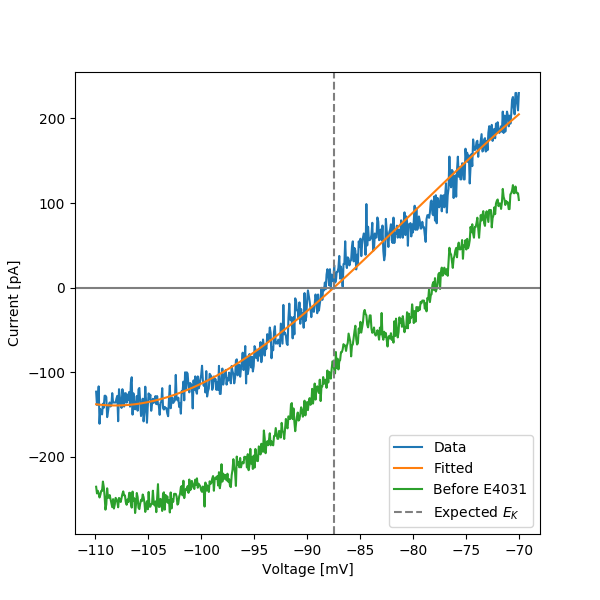 200
100
0
−100
−200
Current [pA]
Data
Fitted
Before E4031
Expected E_K
−110 −105 −100 −95 −90 −85 −80 −75 −70
Voltage [mV]